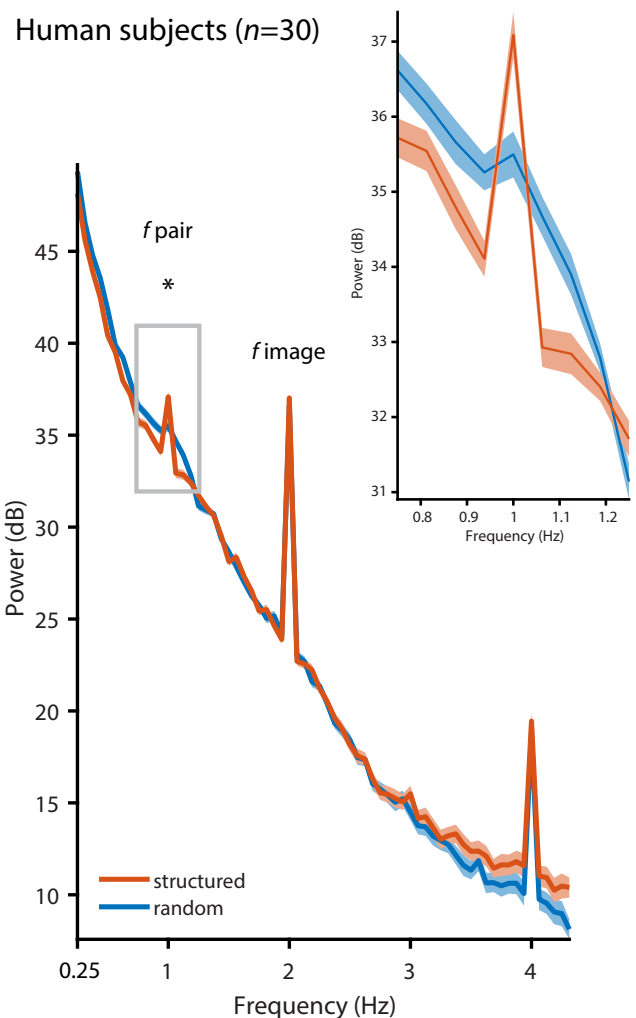 Human subjects (n=30)
37
36
35
34
33
32
31
Power (dB)
0.8
0.9
1
1.1
1.2
Frequency (Hz)
f pair
*
f image
45
40
35
30
25
20
15
10
Power (dB)
structured
random
0.25
1
2
3
4
Frequency (Hz)